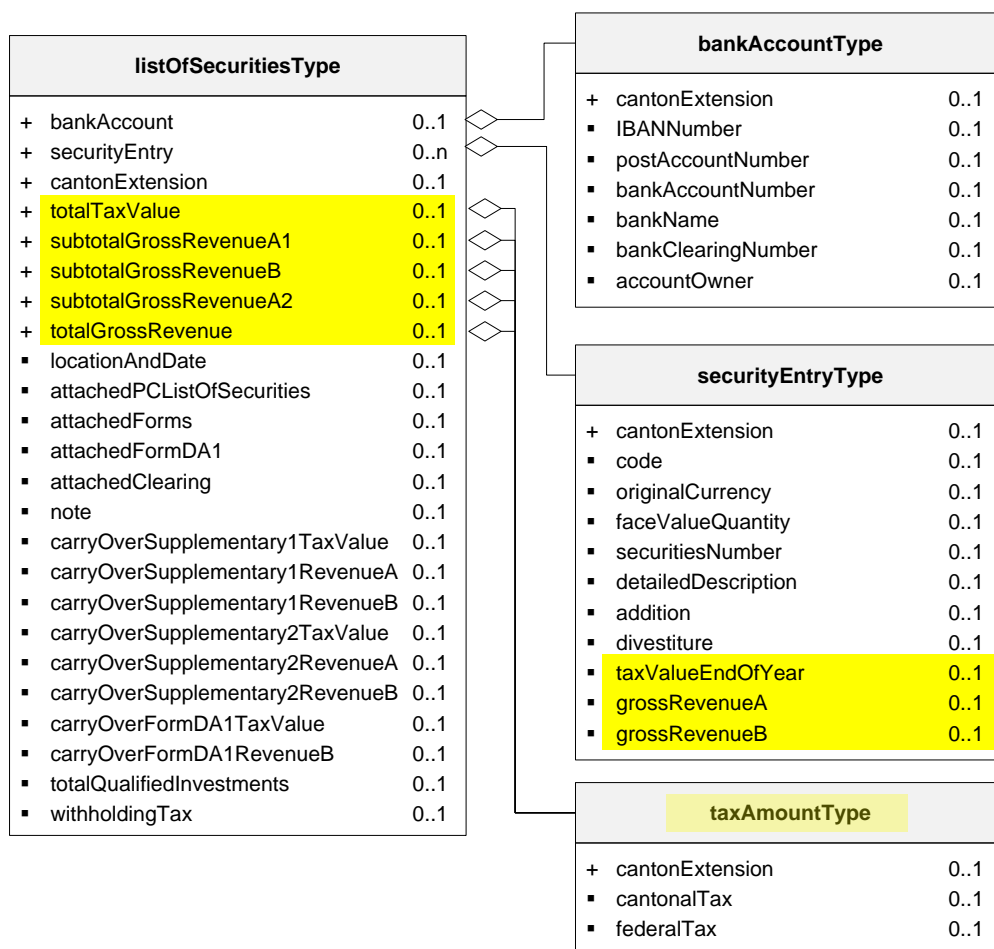 listOfSecuritiesType
+ bankAccount 0..1
+ securityEntry 0..n
+ cantonExtension 0..1
+ totalTaxValue 0..1
+ subtotalGrossRevenueA1 0..1
+ subtotalGrossRevenueB 0..1
+ subtotalGrossRevenueA2 0..1
+ totalGrossRevenue 0..1
▪ locationAndDate 0..1
▪ attachedPCListOfSecurities 0..1
▪ attachedForms 0..1
▪ attachedFormDA1 0..1
▪ attachedClearing 0..1
▪ note 0..1
▪ carryOverSupplementary1TaxValue 0..1
▪ carryOverSupplementary1RevenueA 0..1
▪ carryOverSupplementary1RevenueB 0..1
▪ carryOverSupplementary2TaxValue 0..1
▪ carryOverSupplementary2RevenueA 0..1
▪ carryOverSupplementary2RevenueB 0..1
▪ carryOverFormDA1TaxValue 0..1
▪ carryOverFormDA1RevenueB 0..1
▪ totalQualifiedInvestments 0..1
▪ withholdingTax 0..1
bankAccountType
+ cantonExtension 0..1
▪ IBANNumber 0..1
▪ postAccountNumber 0..1
▪ bankAccountNumber 0..1
▪ bankName 0..1
▪ bankClearingNumber 0..1
▪ accountOwner 0..1
securityEntryType
+ cantonExtension 0..1
▪ code 0..1
▪ originalCurrency 0..1
▪ faceValueQuantity 0..1
▪ securitiesNumber 0..1
▪ detailedDescription 0..1
▪ addition 0..1
▪ divestiture 0..1
▪ taxValueEndOfYear 0..1
▪ grossRevenueA 0..1
▪ grossRevenueB 0..1
taxAmountType
+ cantonExtension 0..1
▪ cantonalTax 0..1
▪ federalTax 0..1